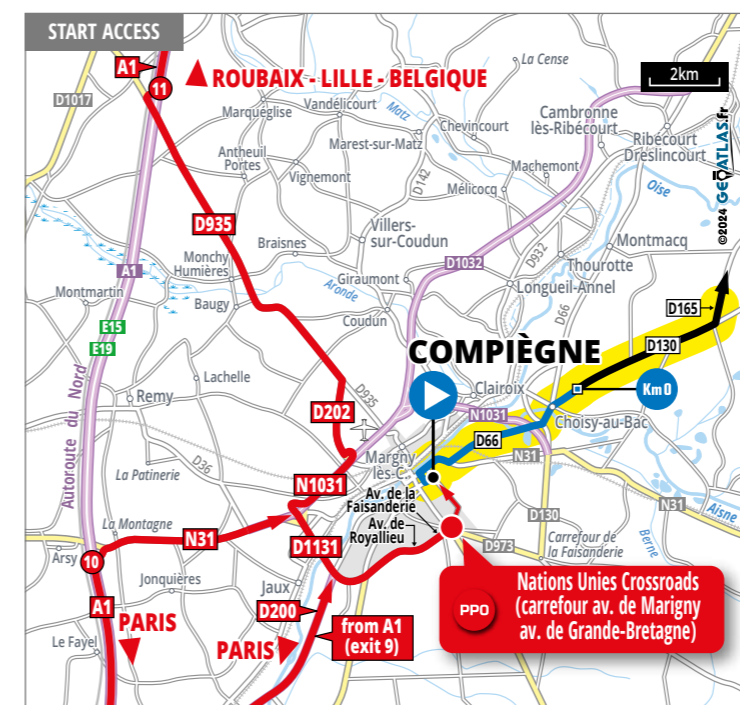 START ACCESS
A1
11
ROUBAIX - LILLE - BELGIQUE
La Cense
2km
D1017
Marquéglise
Vandélicourt
Matz
Chevincourt
Cambronne
lès-Ribécourt
Ribécourt
Dreslincourt
©2024 GEOATLAS.fr
Marest-sur-Matz
Antheuil
Portes
Vignemont
D142
Machemont
Mélicocq
Oise
D935
Villers-
sur-Coudun
Braisnes
Monchy
Humières
D1032
D932
Montmacq
Thourotte
A1
Giraumont
Longueil-Annel
Montmartin
Baugy
Aronde
Coudun
D66
D165
E15
E19
COMPIÈGNE
D130
Autoroute du Nord
Lachelle
Remy
D935
Clairoix
Km 0
D202
N1031
Choisy-au-Bac
D36
Margny
lès-C.
D66
N31
La Patinerie
N1031
Av. de la
Faisanderie
N31
Aisne
La Montagne
Av. de
Royallieu
D130
Berne
N31
D1131
D973
Carrefour de
la Faisanderie
Arsy
10
Jonquières
Jaux
Nations Unies Crossroads
(carrefour av. de Marigny
av. de Grande-Bretagne)
PPO
A1
PARIS
D200
from A1
(exit 9)
Le Fayel
PARIS